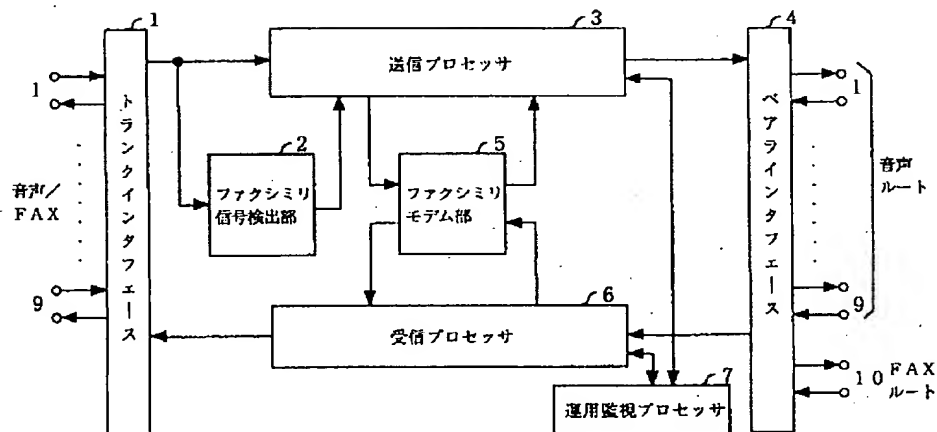 1
3
4
送信プロセッサ
1
トランクインタフェース
2
ファクシミリ
信号検出部
5
ファクシミリ
モデム部
音声/
FAX
9
6
受信プロセッサ
7
運用監視プロセッサ
ベアラインタフェース
1
音声
ルート
9
10
FAX
ルート